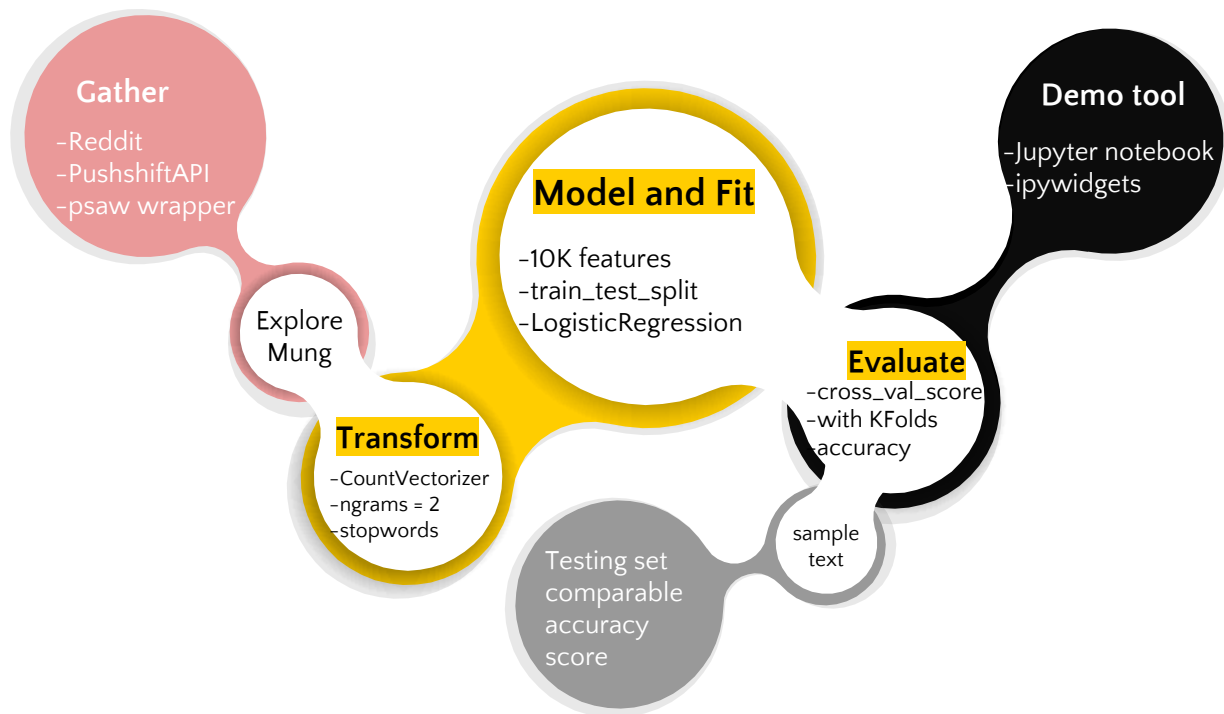 Gather
-Reddit
-PushshiftAPI
-psaw wrapper
Explore
Mung
Transform
-CountVectorizer
-ngrams = 2
-stopwords
Model and Fit
-10K features
-train_test_split
-LogisticRegression
Evaluate
-cross_val_score
-with KFolds
-accuracy
sample
text
Testing set
comparable
accuracy
score
Demo tool
-Jupyter notebook
-ipywidgets